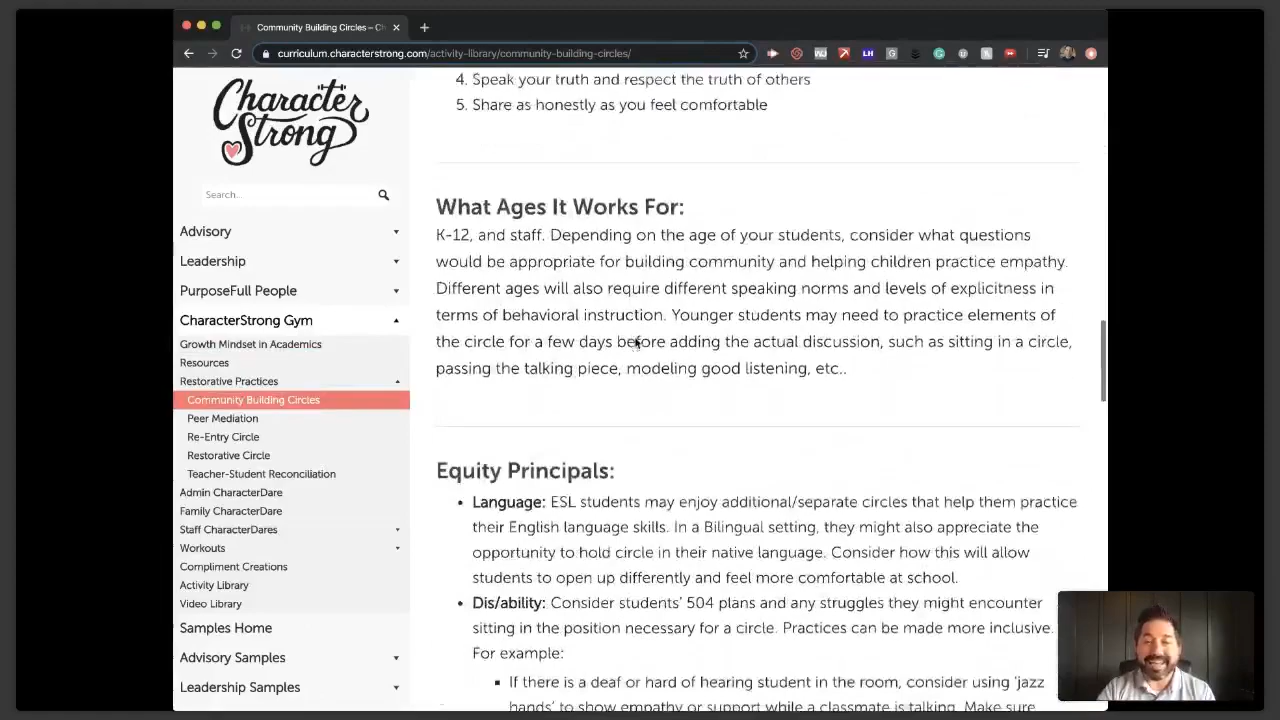 Community Building Circles – Ch
curriculum.characterstrong.com/activity-library/community-building-circles/
Character
Strong
Search...
Advisory
Leadership
PurposeFull People
CharacterStrong Gym
Growth Mindset in Academics
Resources
Restorative Practices
Community Building Circles
Peer Mediation
Re-Entry Circle
Restorative Circle
Teacher-Student Reconciliation
Admin CharacterDare
Family CharacterDare
Staff CharacterDares
Workouts
Compliment Creations
Activity Library
Video Library
Samples Home
Advisory Samples
Leadership Samples
4. Speak your truth and respect the truth of others
5. Share as honestly as you feel comfortable
What Ages It Works For:
K-12, and staff. Depending on the age of your students, consider what questions
would be appropriate for building community and helping children practice empathy.
Different ages will also require different speaking norms and levels of explicitness in
terms of behavioral instruction. Younger students may need to practice elements of
the circle for a few days before adding the actual discussion, such as sitting in a circle,
passing the talking piece, modeling good listening, etc..
Equity Principals:
• Language: ESL students may enjoy additional/separate circles that help them practice
their English language skills. In a Bilingual setting, they might also appreciate the
opportunity to hold circle in their native language. Consider how this will allow
students to open up differently and feel more comfortable at school.
• Dis/ability: Consider students' 504 plans and any struggles they might encounter
sitting in the position necessary for a circle. Practices can be made more inclusive.
For example:
▪ If there is a deaf or hard of hearing student in the room, consider using 'jazz
hands' to show empathy or support while a classmate is talking. Make sure